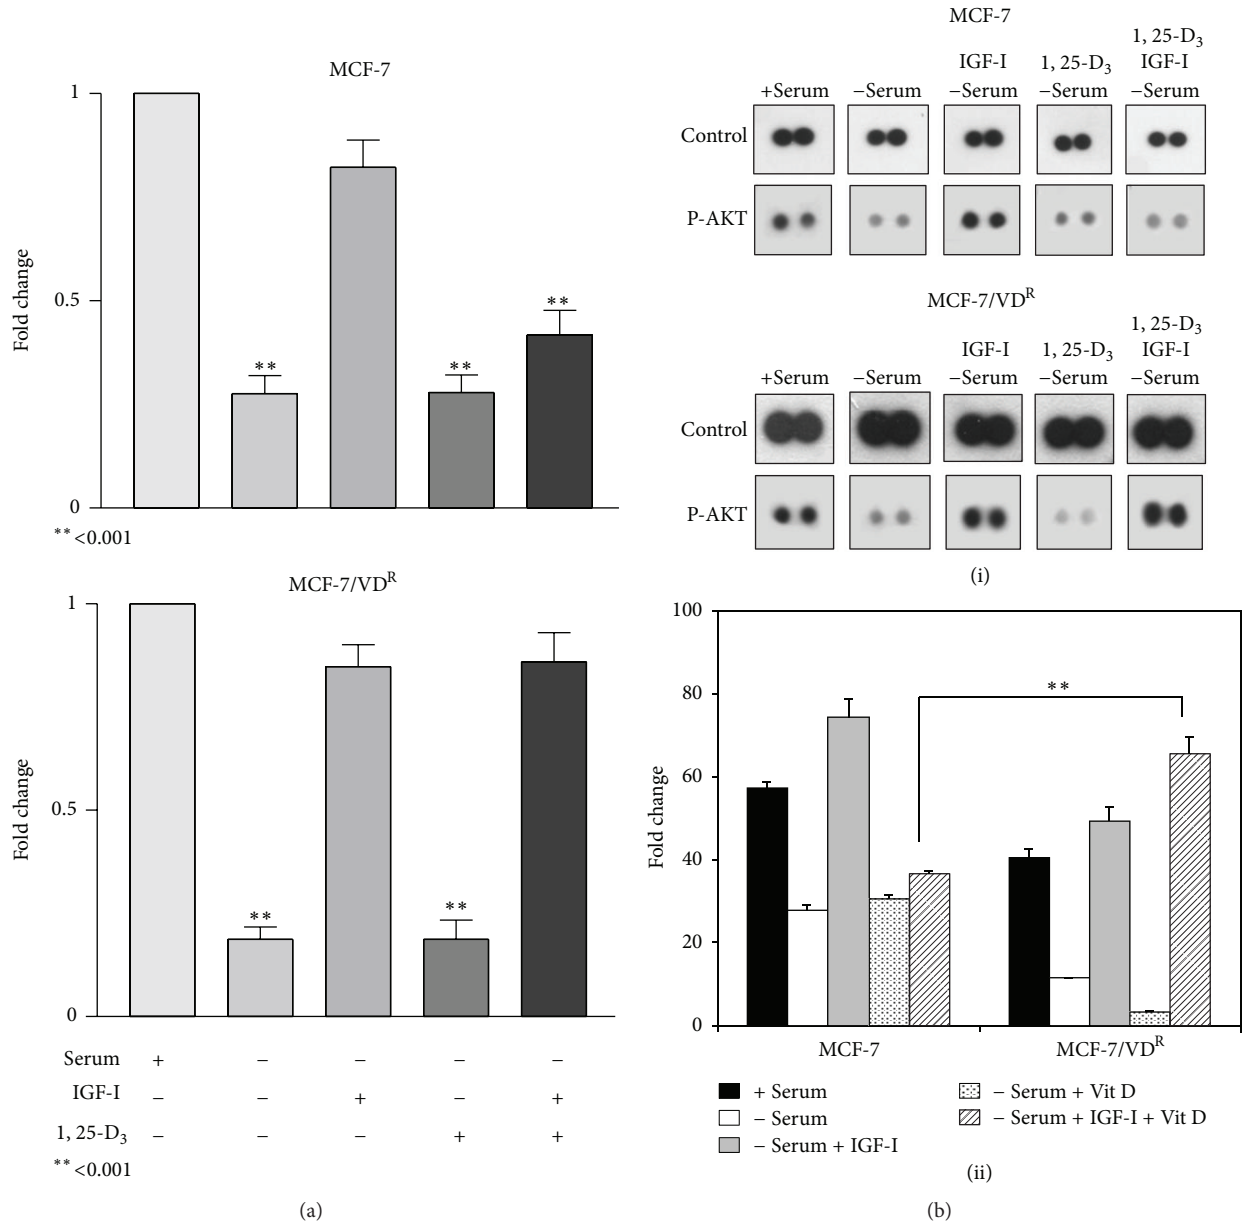 MCF-7
1
0.5
0
Fold change
**
**
**
**<0.001
MCF-7/VD^R
1
0.5
0
Fold change
**
**
Serum + − − − −
IGF-I − − + − +
1, 25-D₃ − − − + +
**<0.001
(a)
MCF-7
1, 25-D₃
IGF-I 1, 25-D₃ IGF-I
+Serum −Serum −Serum −Serum −Serum
Control
P-AKT
MCF-7/VD^R
1, 25-D₃
IGF-I 1, 25-D₃ IGF-I
+Serum −Serum −Serum −Serum −Serum
Control
P-AKT
(i)
100
80
60
40
20
0
Fold change
**
MCF-7 MCF-7/VD^R
+ Serum
− Serum
− Serum + IGF-I
− Serum + Vit D
− Serum + IGF-I + Vit D
(ii)
(b)